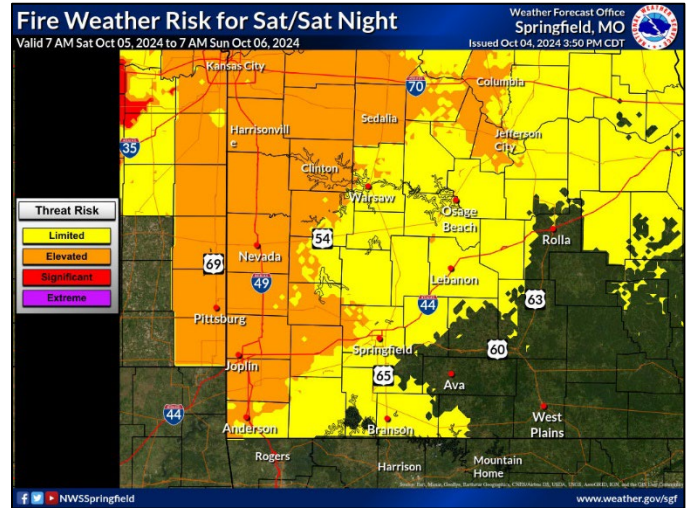 Fire Weather Risk for Sat/Sat Night
Valid 7 AM Sat Oct 05, 2024 to 7 AM Sun Oct 06, 2024
Weather Forecast Office
Springfield, MO
Issued Oct 04, 2024 3:50 PM CDT
Kansas City
70
Columbia
Harrisonvill
e
Sedalia
Jefferson
City
35
Clinton
Warsaw
Osage
Beach
Threat Risk
Limited
Elevated
Significant
Extreme
54
Rolla
69
Nevada
49
Lebanon
44
63
Pittsburg
Springfield
60
Joplin
65
Ava
44
Anderson
Branson
West
Plains
Rogers
Harrison
Mountain
Home
NWSSpringfield
www.weather.gov/sgf